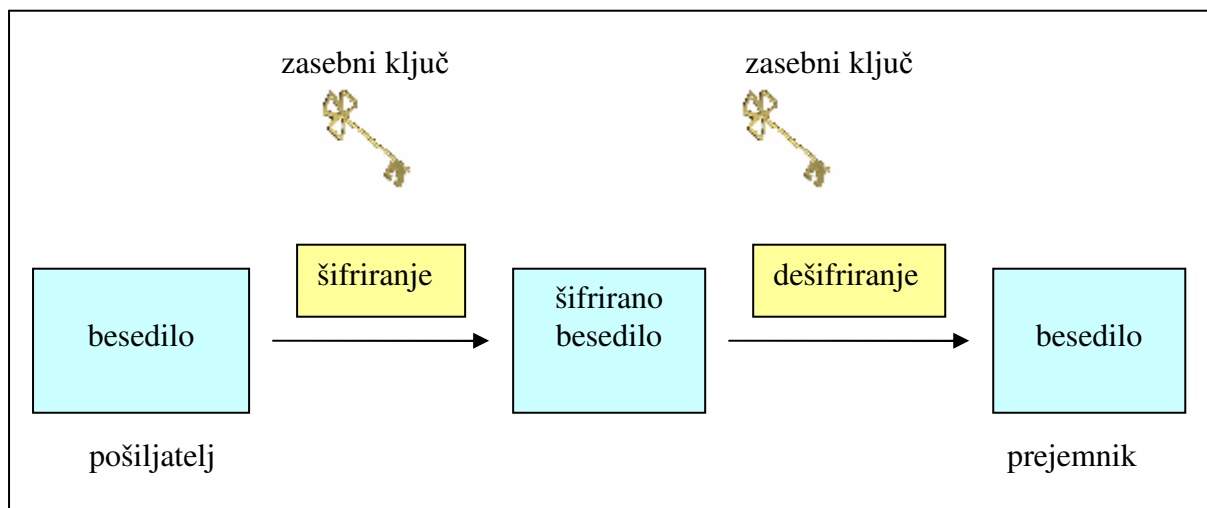 zasebni ključ
zasebni ključ
šifriranje
dešifriranje
besedilo
šifrirano
besedilo
besedilo
pošiljatelj
prejemnik